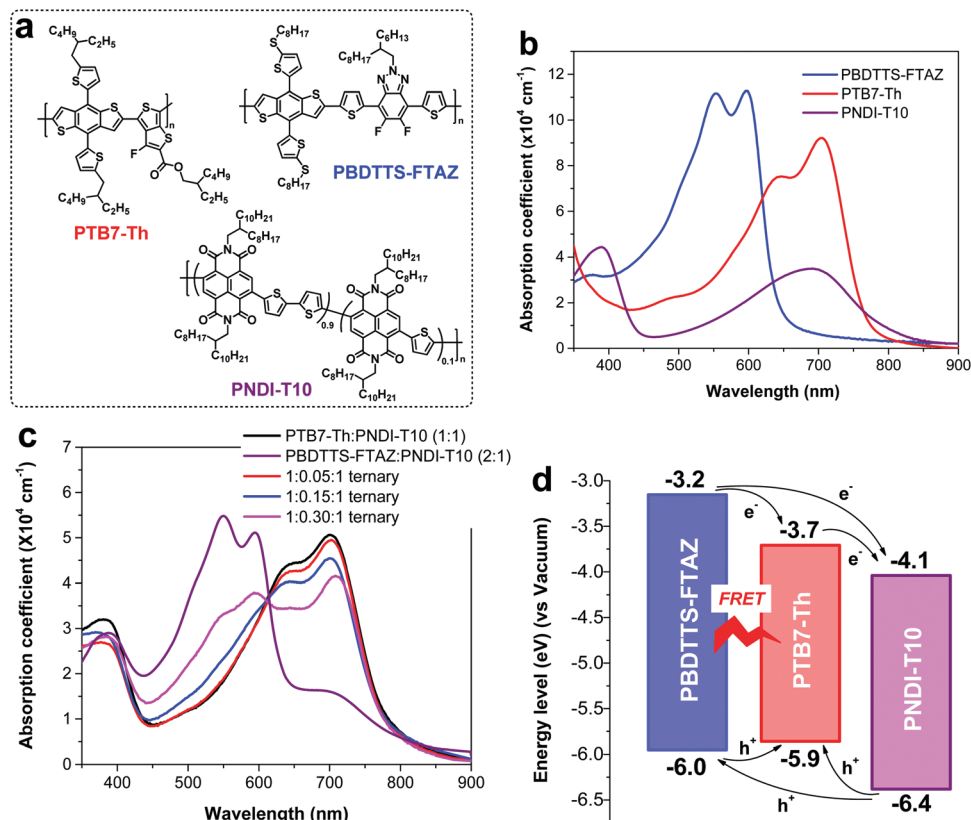 a
C4H9
C2H5
S
S
S
S
S
n
F
O
O
S
C4H9
C2H5
C4H9
C2H5
PTB7-Th
C8H17
S
S
S
S
S
S
C8H17
C6H13
C8H17
N
N
N
S
S
F
F
n
PBDTTS-FTAZ
C10H21
C8H17
O
N
O
O
N
O
C8H17
C10H21
S
S
0.9
C10H21
C8H17
O
N
O
O
N
O
C8H17
C10H21
S
0.1
n
PNDI-T10
b
PBDTTS-FTAZ
PTB7-Th
PNDI-T10
12
10
8
6
4
2
0
400
500
600
700
800
900
Absorption coefficient (x10⁴ cm⁻¹)
Wavelength (nm)
c
PTB7-Th:PNDI-T10 (1:1)
PBDTTS-FTAZ:PNDI-T10 (2:1)
1:0.05:1 ternary
1:0.15:1 ternary
1:0.30:1 ternary
7
6
5
4
3
2
1
0
400
500
600
700
800
900
Absorption coefficient (X10⁴ cm⁻¹)
Wavelength (nm)
d
-3.0
-3.5
-4.0
-4.5
-5.0
-5.5
-6.0
-6.5
Energy level (eV) (vs Vacuum)
-3.2
e⁻
e⁻
-3.7
e⁻
-4.1
PBDTTS-FTAZ
FRET
PTB7-Th
PNDI-T10
-6.0
h⁺
-5.9
h⁺
h⁺
-6.4